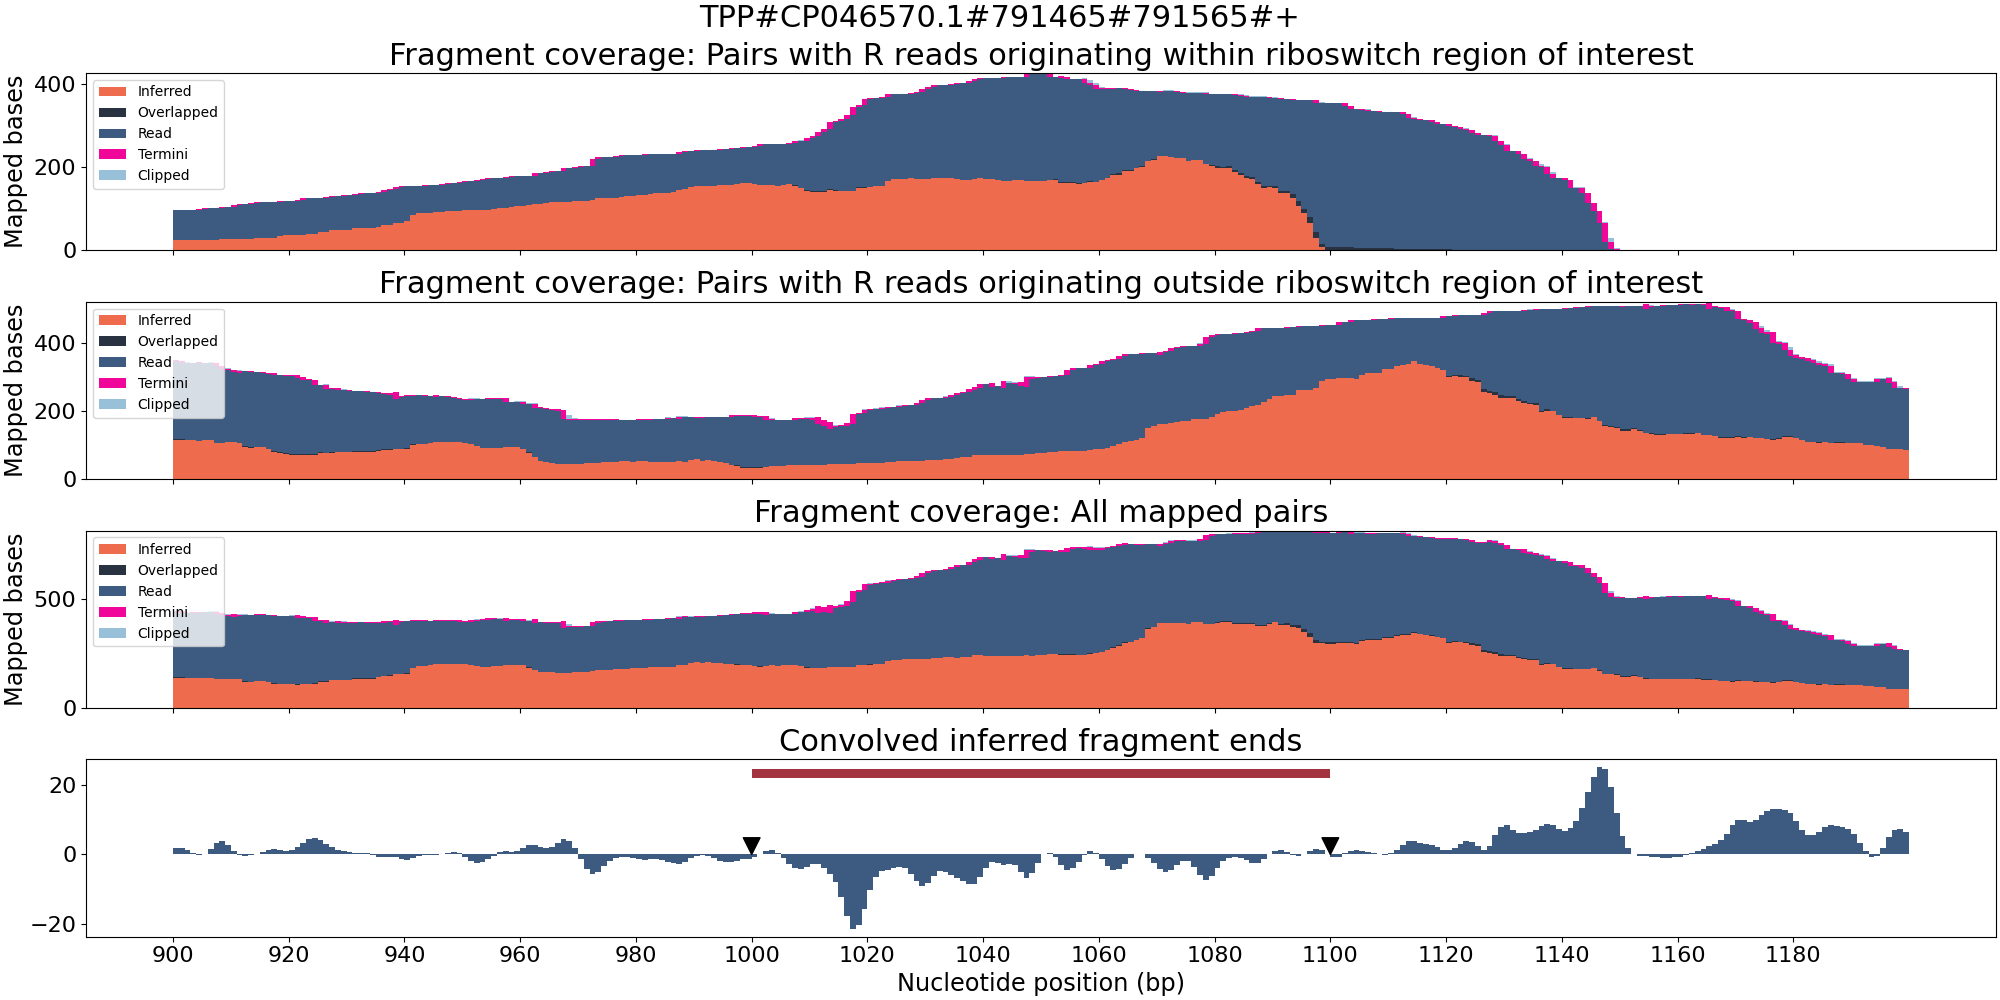 TPP#CP046570.1#791465#791565#+
Fragment coverage: Pairs with R reads originating within riboswitch region of interest
Mapped bases
400
200
0
Inferred
Overlapped
Read
Termini
Clipped
Fragment coverage: Pairs with R reads originating outside riboswitch region of interest
Mapped bases
400
200
0
Inferred
Overlapped
Read
Termini
Clipped
Fragment coverage: All mapped pairs
Mapped bases
500
0
Inferred
Overlapped
Read
Termini
Clipped
Convolved inferred fragment ends
20
0
−20
900 920 940 960 980 1000 1020 1040 1060 1080 1100 1120 1140 1160 1180
Nucleotide position (bp)